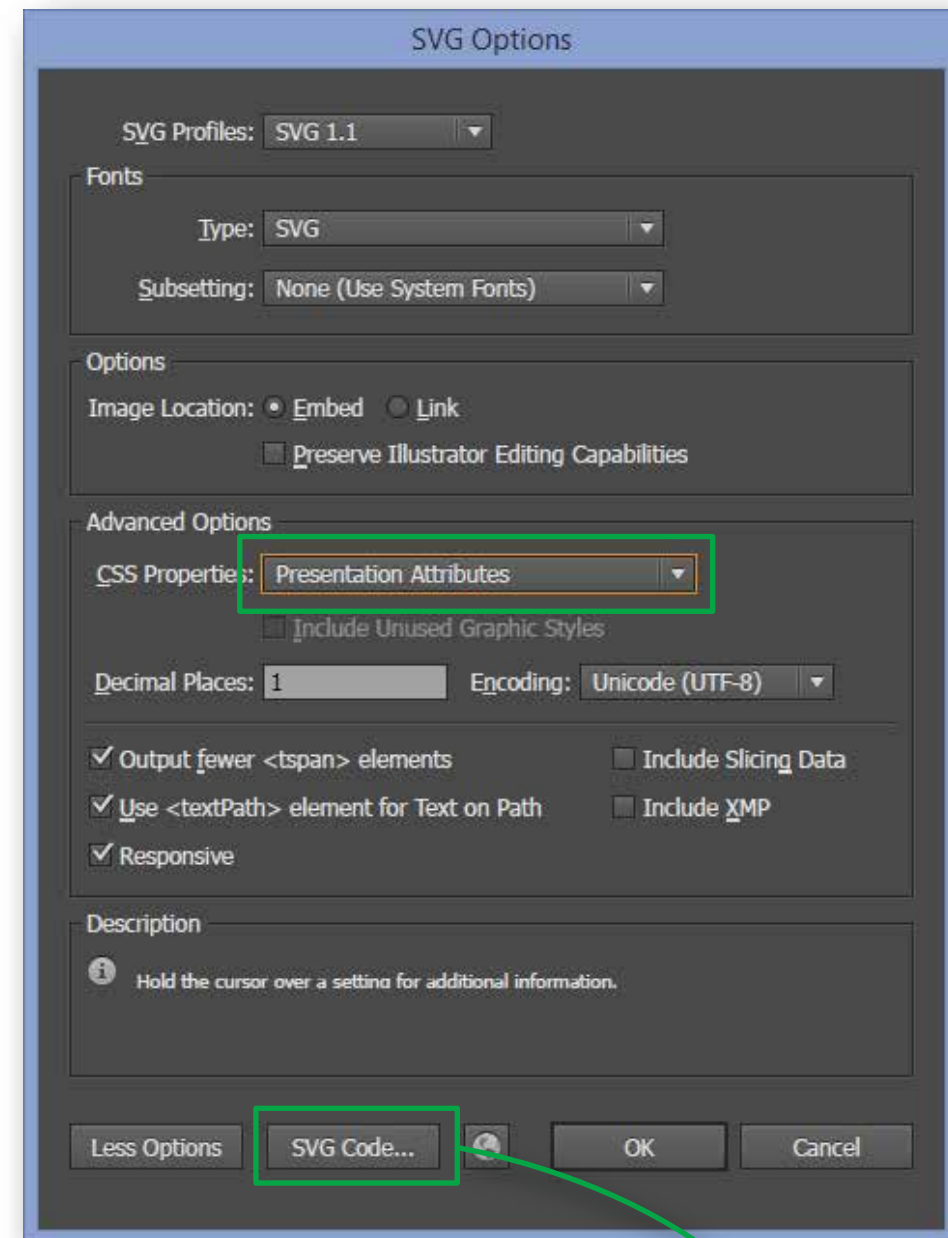 SVG Options
SVG Profiles: SVG 1.1
Fonts
Type: SVG
Subsetting: None (Use System Fonts)
Options
Image Location: Embed Link
Preserve Illustrator Editing Capabilities
Advanced Options
CSS Properties: Presentation Attributes
Include Unused Graphic Styles
Decimal Places: 1 Encoding: Unicode (UTF-8)
Output fewer <tspan> elements Include Slicing Data
Use <textPath> element for Text on Path Include XMP
Responsive
Description
Hold the cursor over a setting for additional information.
Less Options SVG Code... OK Cancel